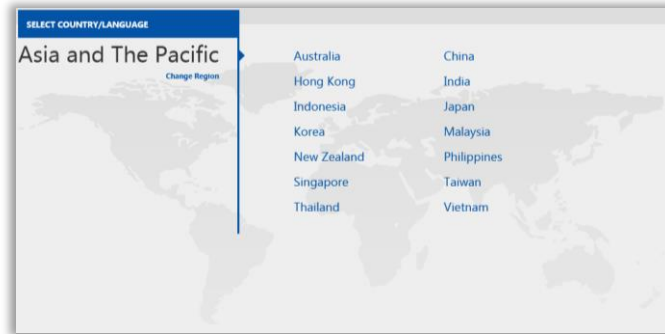 SELECT COUNTRY/LANGUAGE
Asia and The Pacific
Change Region
Australia China
Hong Kong India
Indonesia Japan
Korea Malaysia
New Zealand Philippines
Singapore Taiwan
Thailand Vietnam